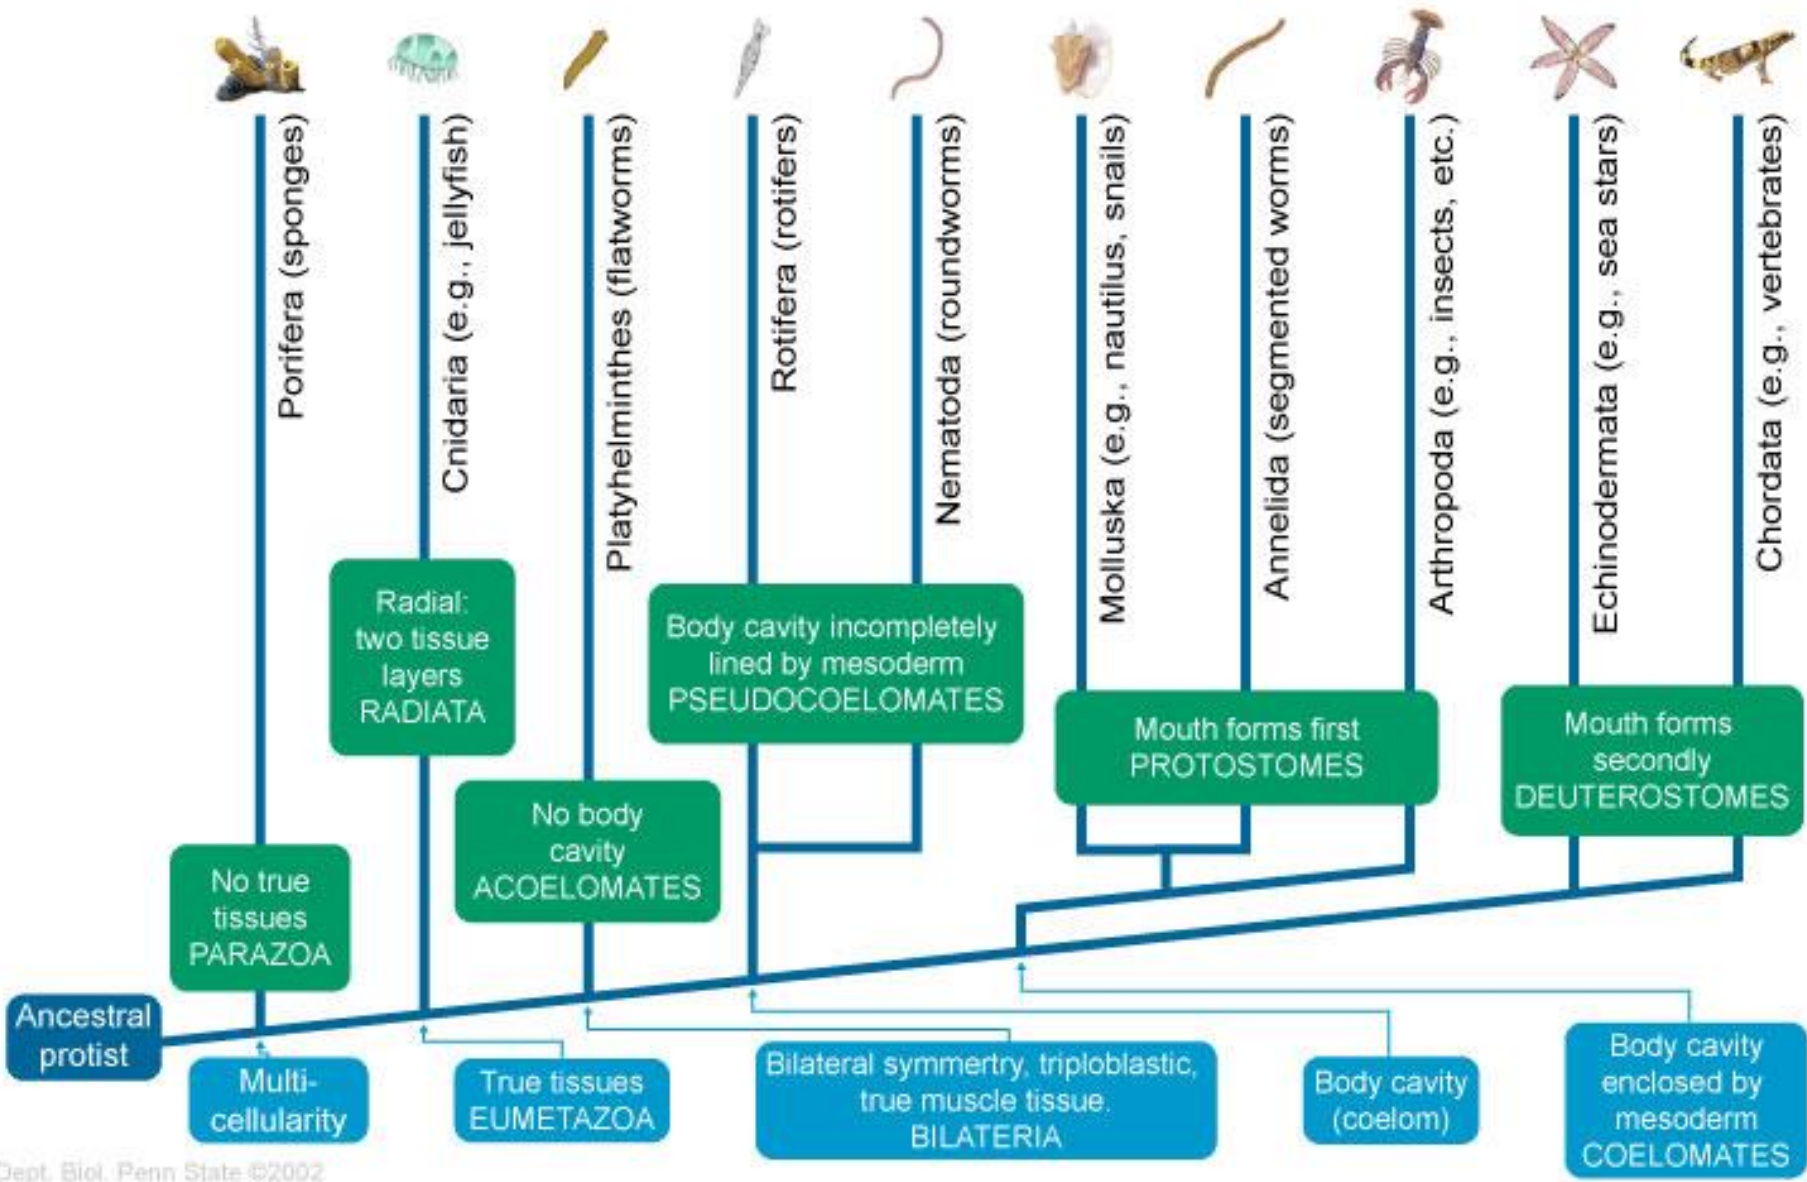 Porifera (sponges)
Cnidaria (e.g., jellyfish)
Platyhelminthes (flatworms)
Rotifera (rotifers)
Nematoda (roundworms)
Molluska (e.g., nautilus, snails)
Annelida (segmented worms)
Arthropoda (e.g., insects, etc.)
Echinodermata (e.g., sea stars)
Chordata (e.g., vertebrates)
Radial:
two tissue
layers
RADIATA
Body cavity incompletely
lined by mesoderm
PSEUDOCOELOMATES
Mouth forms first
PROTOSTOMES
Mouth forms
secondly
DEUTEROSTOMES
No body
cavity
ACOELOMATES
No true
tissues
PARAZOA
Ancestral
protist
Multi-
cellularity
True tissues
EUMETAZOA
Bilateral symmertry, triploblastic,
true muscle tissue.
BILATERIA
Body cavity
(coelom)
Body cavity
enclosed by
mesoderm
COELOMATES
Dept. Biol. Penn State ©2002